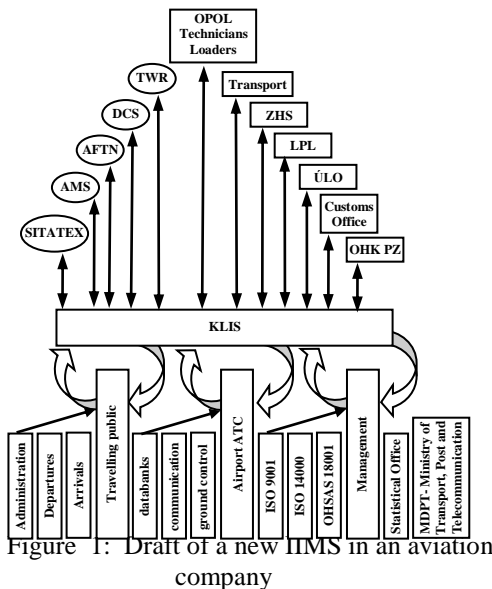 OPOL
Technicians
Loaders
TWR
Transport
DCS
ZHS
AFTN
LPL
AMS
ÚLO
SITATEX
Customs
Office
OHK PZ
KLIS
Administration
Departures
Arrivals
Travelling public
databanks
communication
ground control
Airport ATC
ISO 9001
ISO 14000
OHSAS 18001
Management
Statistical Office
MDPT- Ministry of
Transport, Post and
Telecommunication
Figure 1: Draft of a new IIMS in an aviation
company